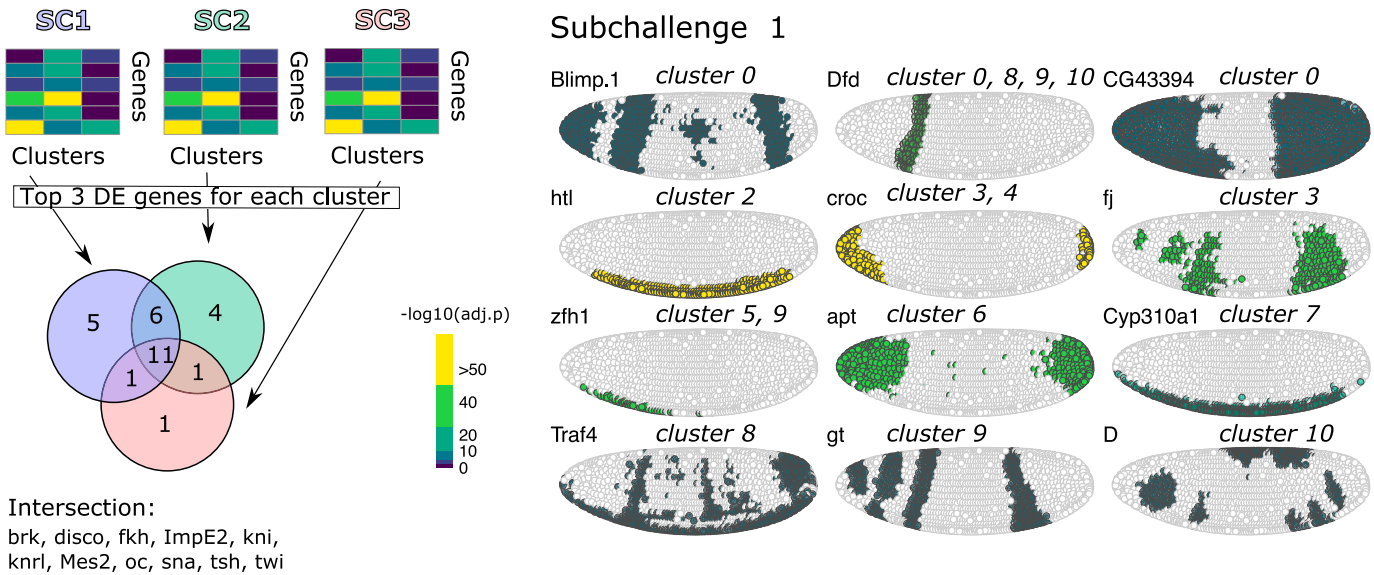 SC1
SC2
SC3
Genes
Genes
Genes
Clusters
Clusters
Clusters
Top 3 DE genes for each cluster
5
6
4
11
1
1
1
-log10(adj.p)
>50
40
20
10
0
Intersection:
brk, disco, fkh, ImpE2, kni,
knrl, Mes2, oc, sna, tsh, twi
Subchallenge 1
Blimp.1 cluster 0
Dfd cluster 0, 8, 9, 10
CG43394 cluster 0
htl cluster 2
croc cluster 3, 4
fj cluster 3
zfh1 cluster 5, 9
apt cluster 6
Cyp310a1 cluster 7
Traf4 cluster 8
gt cluster 9
D cluster 10